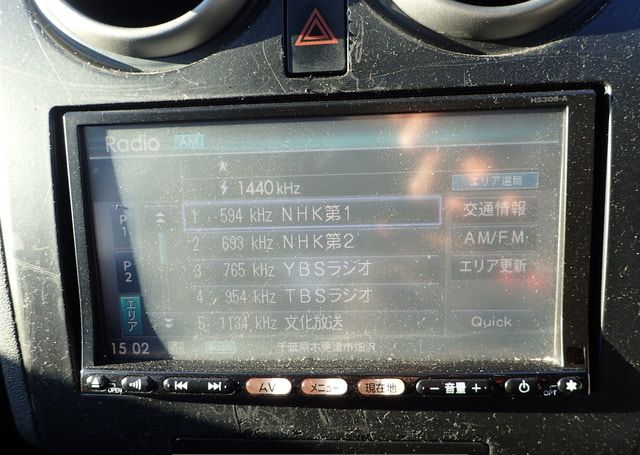 HS309-A
Radio AM
1440 kHz
エリア選局
1 594 kHz NHK第1
交通情報
P1
2 693 kHz NHK第2
AM/FM
3 765 kHz YBSラジオ
エリア更新
P2
4 954 kHz TBSラジオ
エリア
5 1134 kHz 文化放送
Quick
15 02
千葉県木更津市畑沢
OPEN AV メニュー 現在地 − 音量 + OPT